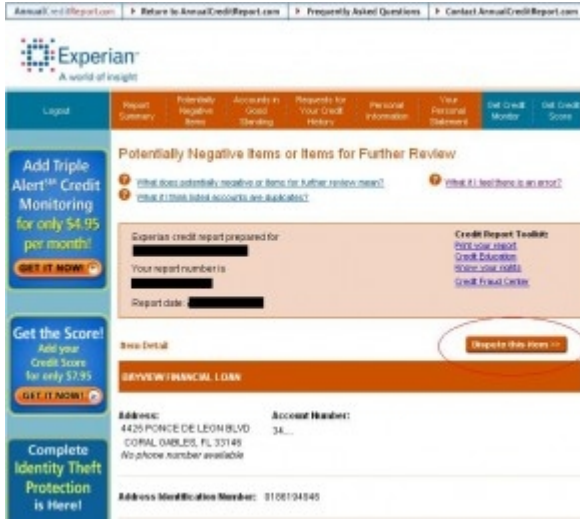 AnnualCreditReport.com Return to AnnualCreditReport.com Frequently Asked Questions Contact AnnualCreditReport.com
Experian
A world of insight
Logout
Report Summary
Potentially Negative Items
Accounts in Good Standing
Requests for Your Credit History
Personal Information
Your Personal Statement
Get Credit Monitor
Get Credit Score
Potentially Negative Items or Items for Further Review
What does potentially negative or items for further review mean?
What if I feel there is an error?
What if I think listed accounts are duplicates?
Add Triple
Alert℠ Credit
Monitoring
for only $4.95
per month!
GET IT NOW!
Experian credit report prepared for
Your report number is
Report date:
Credit Report Toolkit:
Print your report
Credit Education
Know your rights
Credit Fraud Center
Get the Score!
Add your
Credit Score
for only $7.95
GET IT NOW!
Item Detail
Dispute this item >>
BAYVIEW FINANCIAL LOAN
Address:
4425 PONCE DE LEON BLVD
CORAL GABLES, FL 33146
No phone number available
Account Number:
34...
Complete
Identity Theft
Protection
is Here!
Address Identification Number: 0186194946